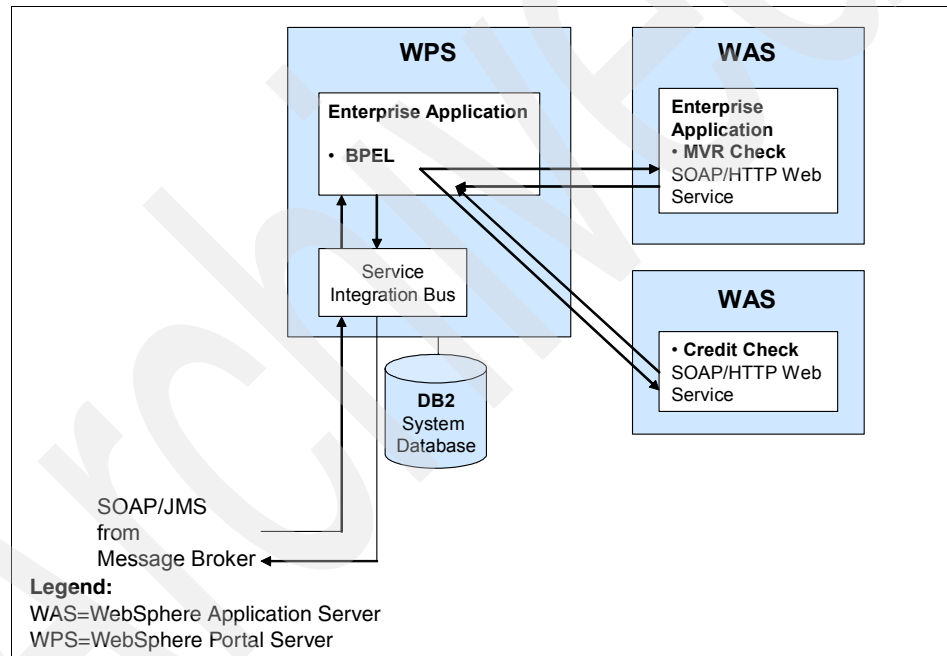 WPS
Enterprise Application
• BPEL
Service
Integration Bus
DB2
System
Database
WAS
Enterprise
Application
• MVR Check
SOAP/HTTP Web
Service
WAS
• Credit Check
SOAP/HTTP Web
Service
SOAP/JMS
from
Message Broker
Legend:
WAS=WebSphere Application Server
WPS=WebSphere Portal Server